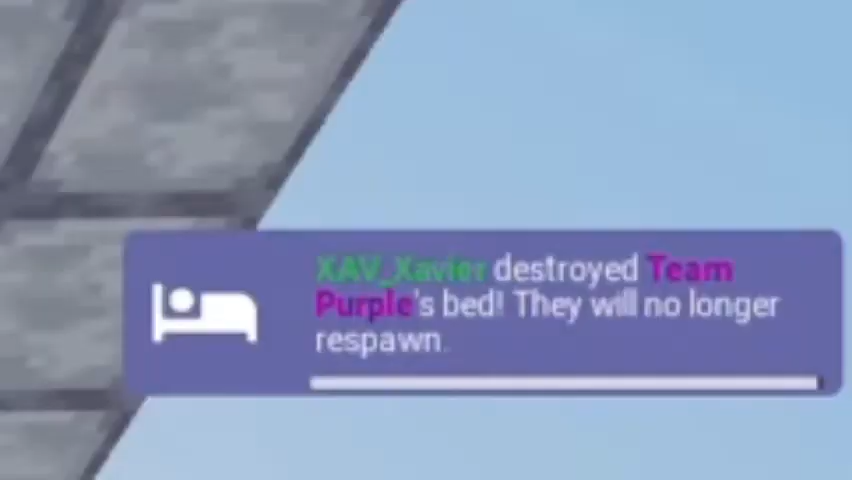 XAV_Xavier destroyed Team
Purple's bed! They will no longer
respawn.